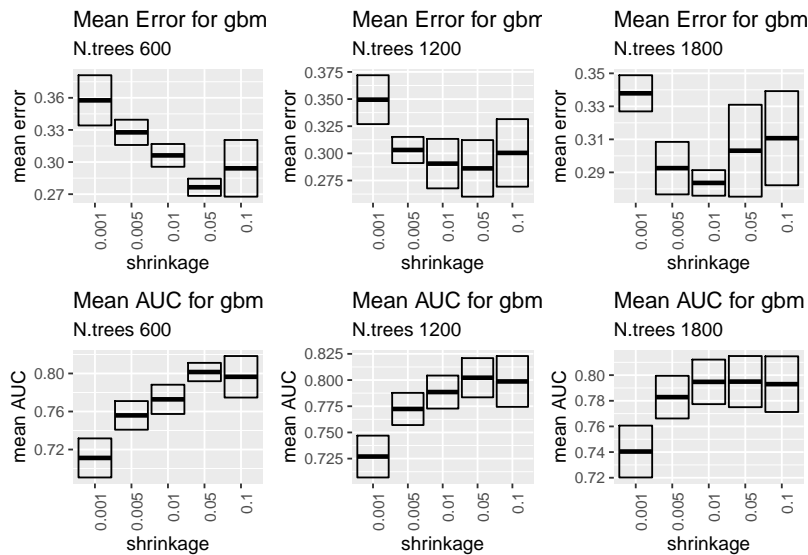 Mean Error for gbm
N.trees 600
mean error
0.36
0.33
0.30
0.27
0.001
0.005
0.01
0.05
0.1
shrinkage
Mean Error for gbm
N.trees 1200
mean error
0.375
0.350
0.325
0.300
0.275
0.001
0.005
0.01
0.05
0.1
shrinkage
Mean Error for gbm
N.trees 1800
mean error
0.35
0.33
0.31
0.29
0.001
0.005
0.01
0.05
0.1
shrinkage
Mean AUC for gbm
N.trees 600
mean AUC
0.80
0.76
0.72
0.001
0.005
0.01
0.05
0.1
shrinkage
Mean AUC for gbm
N.trees 1200
mean AUC
0.825
0.800
0.775
0.750
0.725
0.001
0.005
0.01
0.05
0.1
shrinkage
Mean AUC for gbm
N.trees 1800
mean AUC
0.80
0.78
0.76
0.74
0.72
0.001
0.005
0.01
0.05
0.1
shrinkage